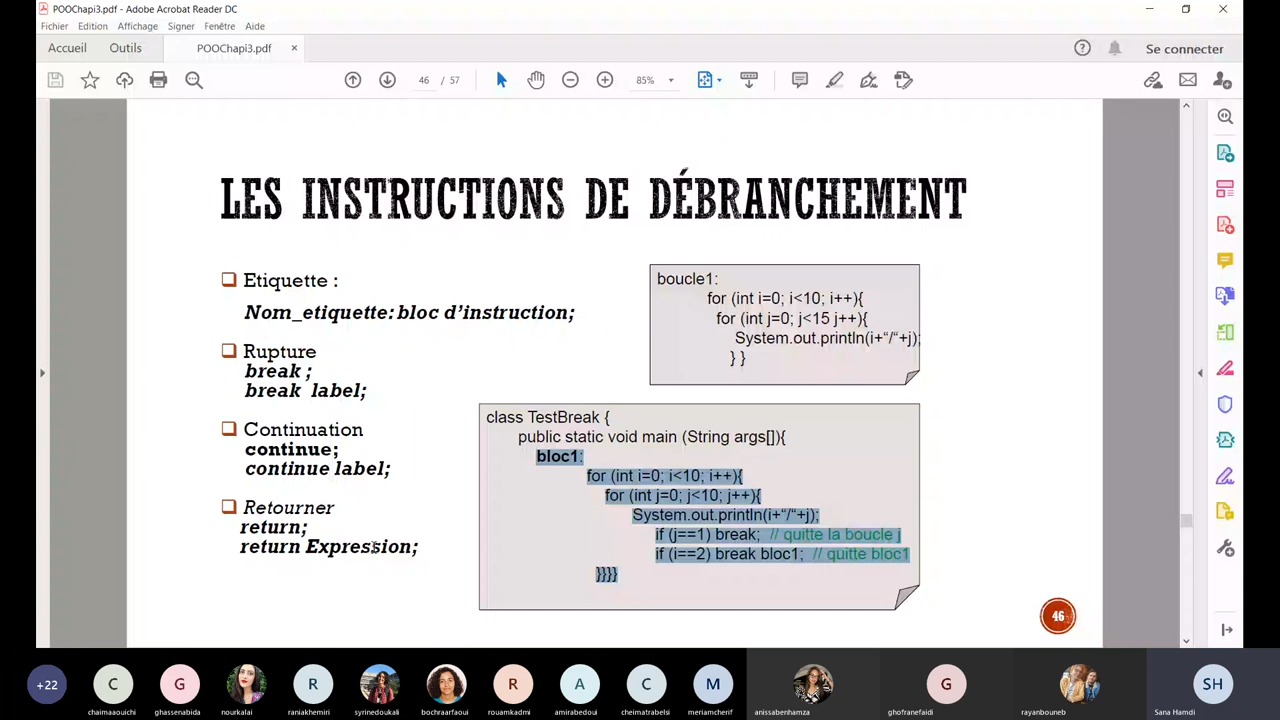 POOChapi3.pdf - Adobe Acrobat Reader DC
Fichier Edition Affichage Signer Fenêtre Aide
Accueil Outils POOChapi3.pdf × Se connecter
46 / 57 85%
LES INSTRUCTIONS DE DÉBRANCHEMENT
Etiquette :
Nom_etiquette: bloc d'instruction;
Rupture
break ;
break label;
Continuation
continue;
continue label;
Retourner
return;
return Expression;
boucle1:
for (int i=0; i<10; i++){
for (int j=0; j<15 j++){
System.out.println(i+“/“+j);
} }
class TestBreak {
public static void main (String args[]){
bloc1:
for (int i=0; i<10; i++){
for (int j=0; j<10; j++){
System.out.println(i+“/“+j);
if (j==1) break; // quitte la boucle j
if (i==2) break bloc1; // quitte bloc1
}}}}
46
+22 C G R R A C M G SH
chaimaaouichi ghassenabida nourkalai raniakhemiri syrinedoukali bochraarfaoui rouamkadmi amirabedoui cheimatrabelsi meriamcherif anissabenhamza ghofranefaidi rayanbouneb Sana Hamdi